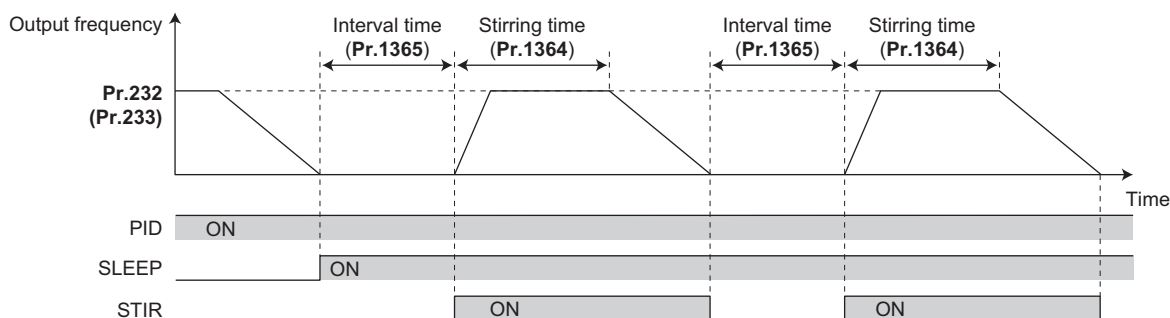 Output frequency
Interval time
(Pr.1365)
Stirring time
(Pr.1364)
Interval time
(Pr.1365)
Stirring time
(Pr.1364)
Pr.232
(Pr.233)
Time
PID
ON
SLEEP
ON
STIR
ON
ON